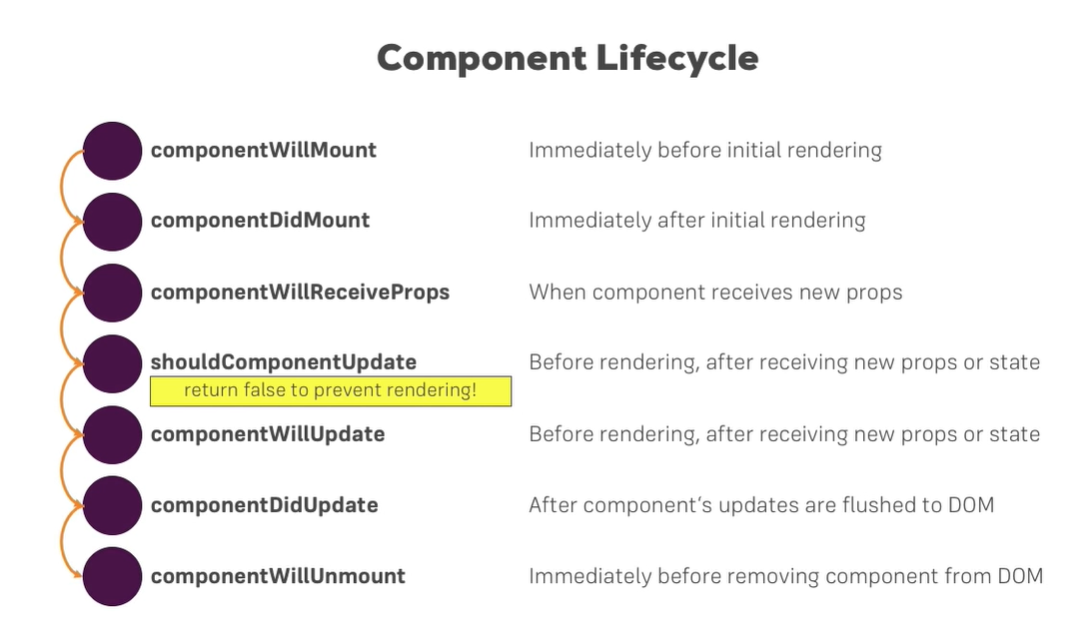 Component Lifecycle
componentWillMount Immediately before initial rendering
componentDidMount Immediately after initial rendering
componentWillReceiveProps When component receives new props
shouldComponentUpdate Before rendering, after receiving new props or state
return false to prevent rendering!
componentWillUpdate Before rendering, after receiving new props or state
componentDidUpdate After component's updates are flushed to DOM
componentWillUnmount Immediately before removing component from DOM